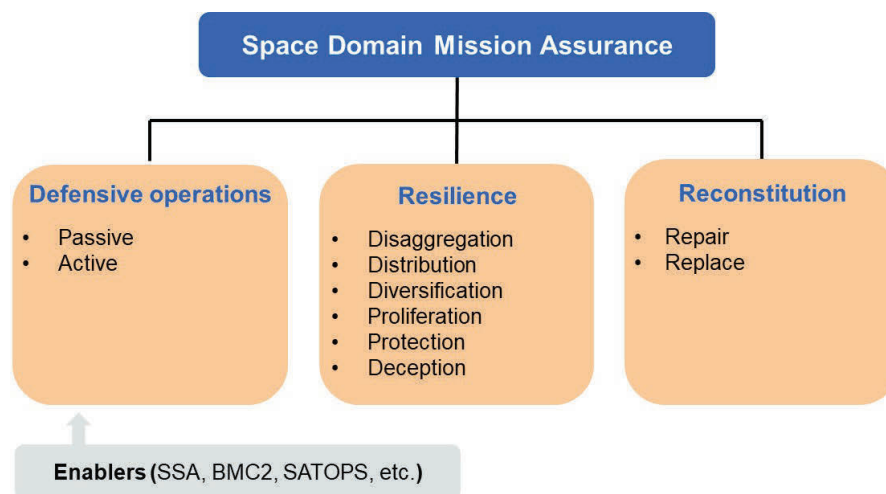 Space Domain Mission Assurance
Defensive operations
• Passive
• Active
Resilience
• Disaggregation
• Distribution
• Diversification
• Proliferation
• Protection
• Deception
Reconstitution
• Repair
• Replace
Enablers (SSA, BMC2, SATOPS, etc.)